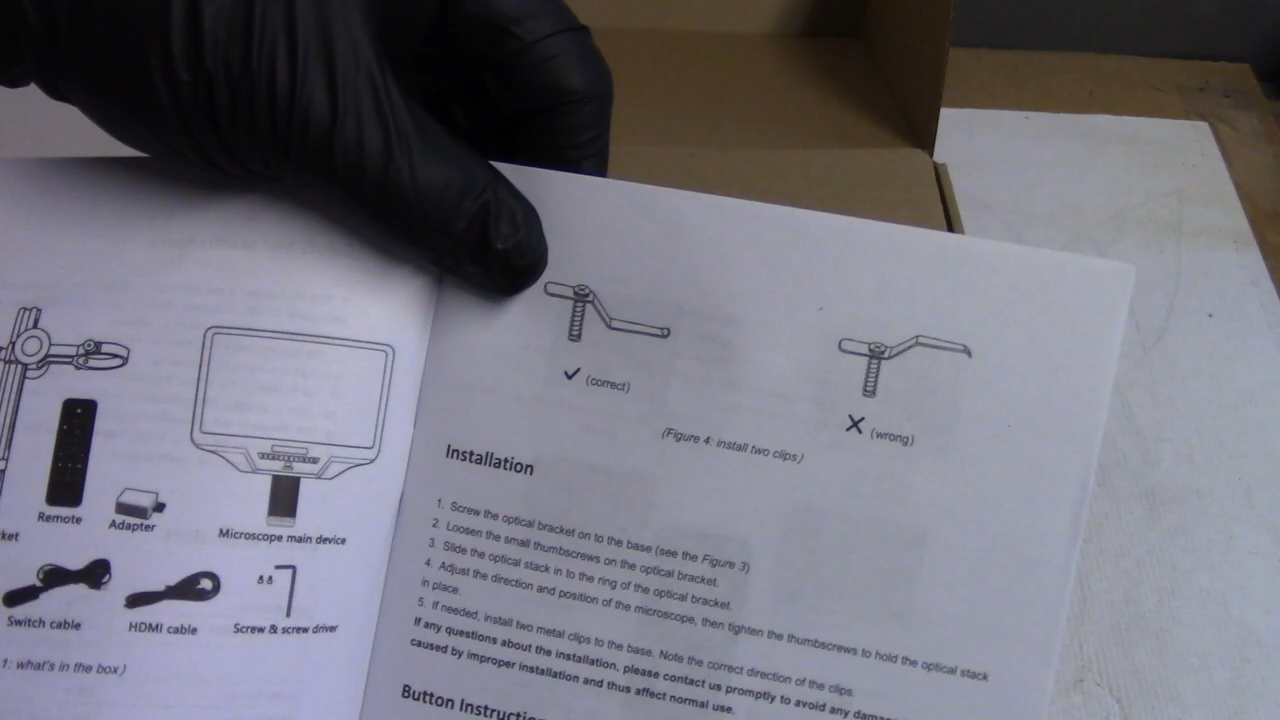 Remote
Adapter
ket
Microscope main device
Switch cable
HDMI cable
Screw & screw driver
1: what's in the box)
(correct)
(wrong)
(Figure 4: install two clips)
Installation
1. Screw the optical bracket on to the base (see the Figure 3)
2. Loosen the small thumbscrews on the optical bracket.
3. Slide the optical stack in to the ring of the optical bracket.
4. Adjust the direction and position of the microscope, then tighten the thumbscrews to hold the optical stack
in place.
5. If needed, install two metal clips to the base. Note the correct direction of the clips.
If any questions about the installation, please contact us promptly to avoid any dama
caused by improper installation and thus affect normal use.
Button Instructio